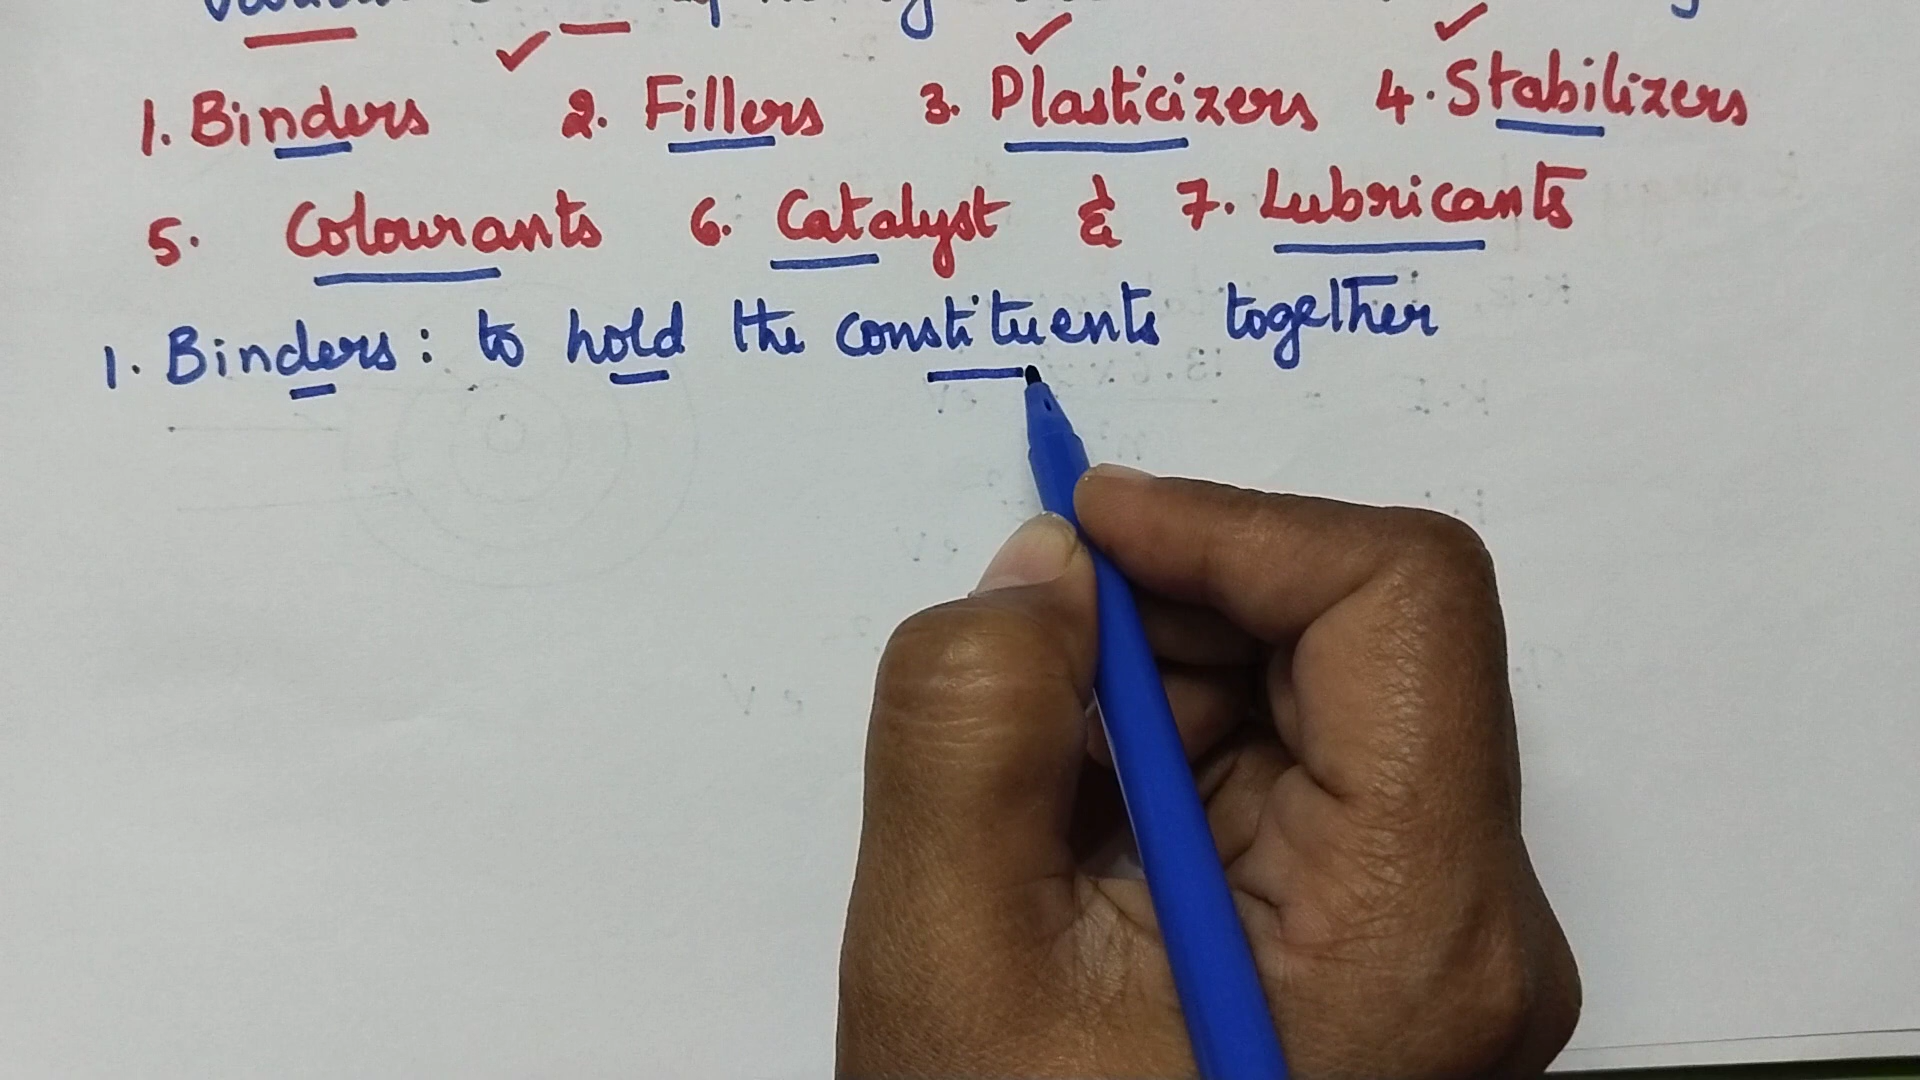 1. Binders 2. Fillers 3. Plasticizers 4. Stabilizers
5. Colourants 6. Catalyst & 7. Lubricants
1. Binders : to hold the constituents together